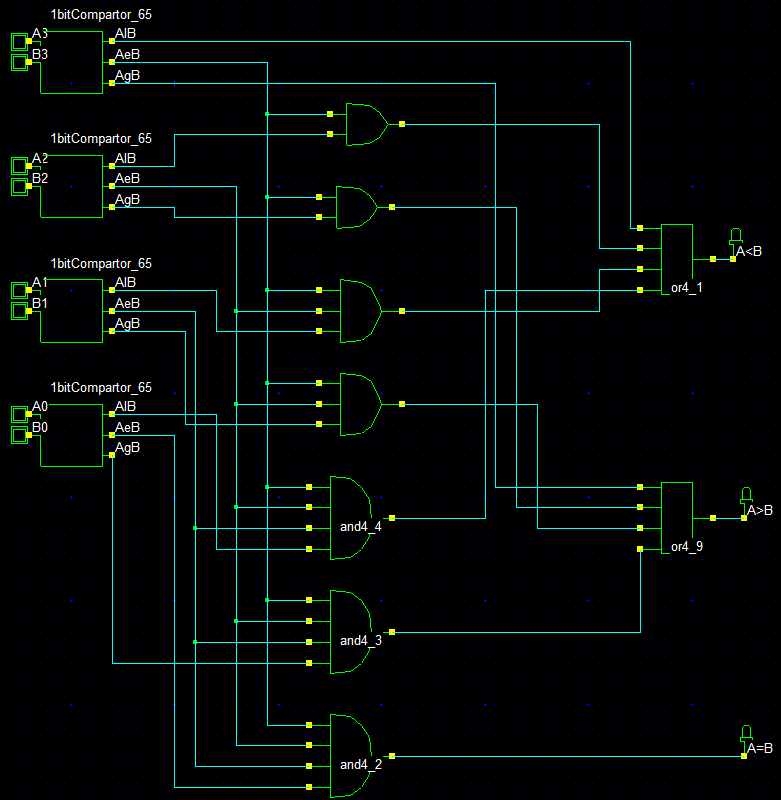 1bitCompartor_65
A3 AlB
B3 AeB
AgB
1bitCompartor_65
A2 AlB
B2 AeB
AgB
1bitCompartor_65
A1 AlB
B1 AeB
AgB
1bitCompartor_65
A0 AlB
B0 AeB
AgB
A<B
or4_1
A>B
and4_4
or4_9
and4_3
A=B
and4_2